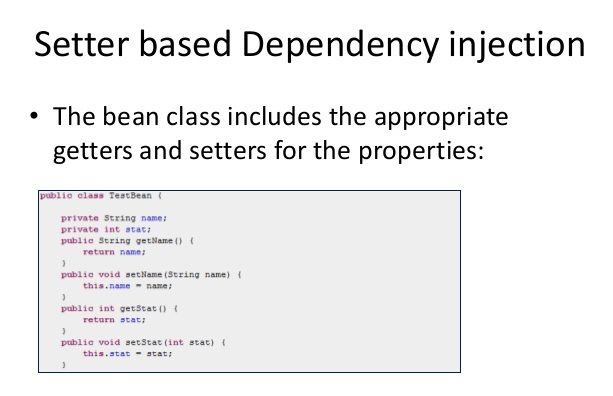 Setter based Dependency injection
• The bean class includes the appropriate
getters and setters for the properties:
public class TestBean {
private String name;
private int stat;
public String getName() {
return name;
}
public void setName(String name) {
this.name = name;
}
public int getStat() {
return stat;
}
public void setStat(int stat) {
this.stat = stat;
}